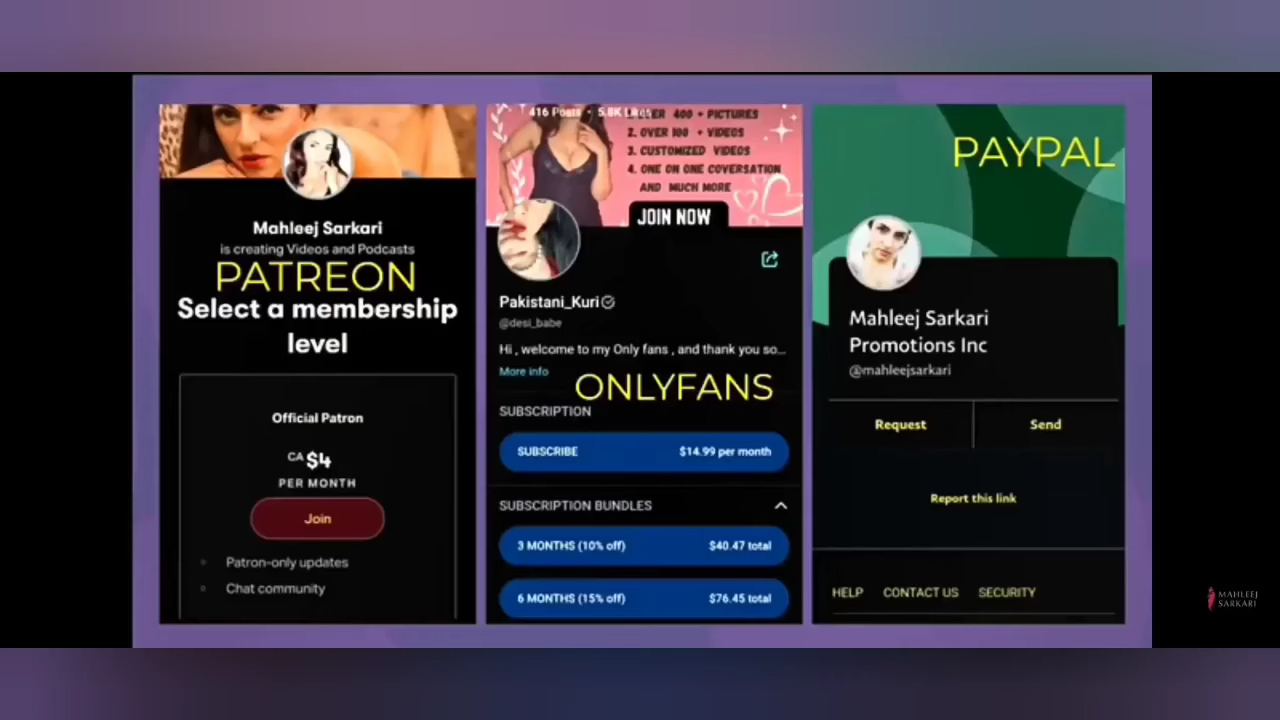 Mahleej Sarkari
is creating Videos and Podcasts
PATREON
Select a membership
level
Official Patron
CA $4
PER MONTH
Join
Patron-only updates
Chat community
416 Posts • 5.8K Likes
OVER 400 + PICTURES
2. OVER 100 + VIDEOS
3. CUSTOMIZED VIDEOS
4. ONE ON ONE COVERSATION
AND MUCH MORE
JOIN NOW
Pakistani_Kuri
@desi_babe
Hi , welcome to my Only fans , and thank you so...
More info
ONLYFANS
SUBSCRIPTION
SUBSCRIBE $14.99 per month
SUBSCRIPTION BUNDLES
3 MONTHS (10% off) $40.47 total
6 MONTHS (15% off) $76.45 total
PAYPAL
Mahleej Sarkari
Promotions Inc
@mahleejsarkari
Request Send
Report this link
HELP CONTACT US SECURITY
MAHLEEJ
SARKARI